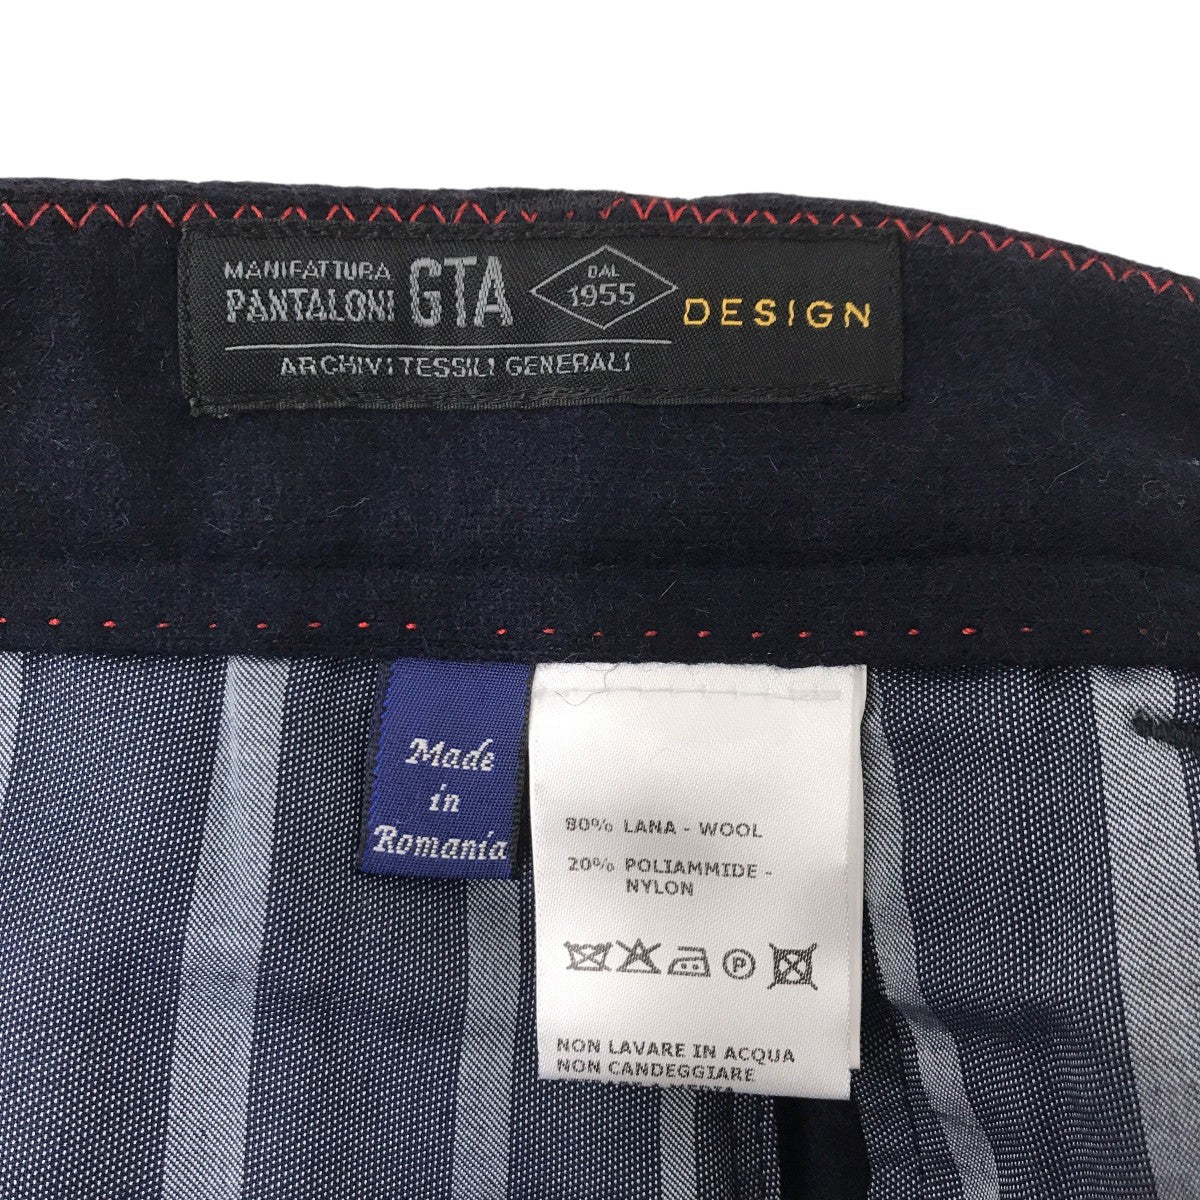 MANIFATTURA
PANTALONI GTA
DAL
1955
DESIGN
ARCHIVI TESSILI GENERALI
Made
in
Romania
80% LANA - WOOL
20% POLIAMMIDE -
NYLON
P
NON LAVARE IN ACQUA
NON CANDEGGIARE